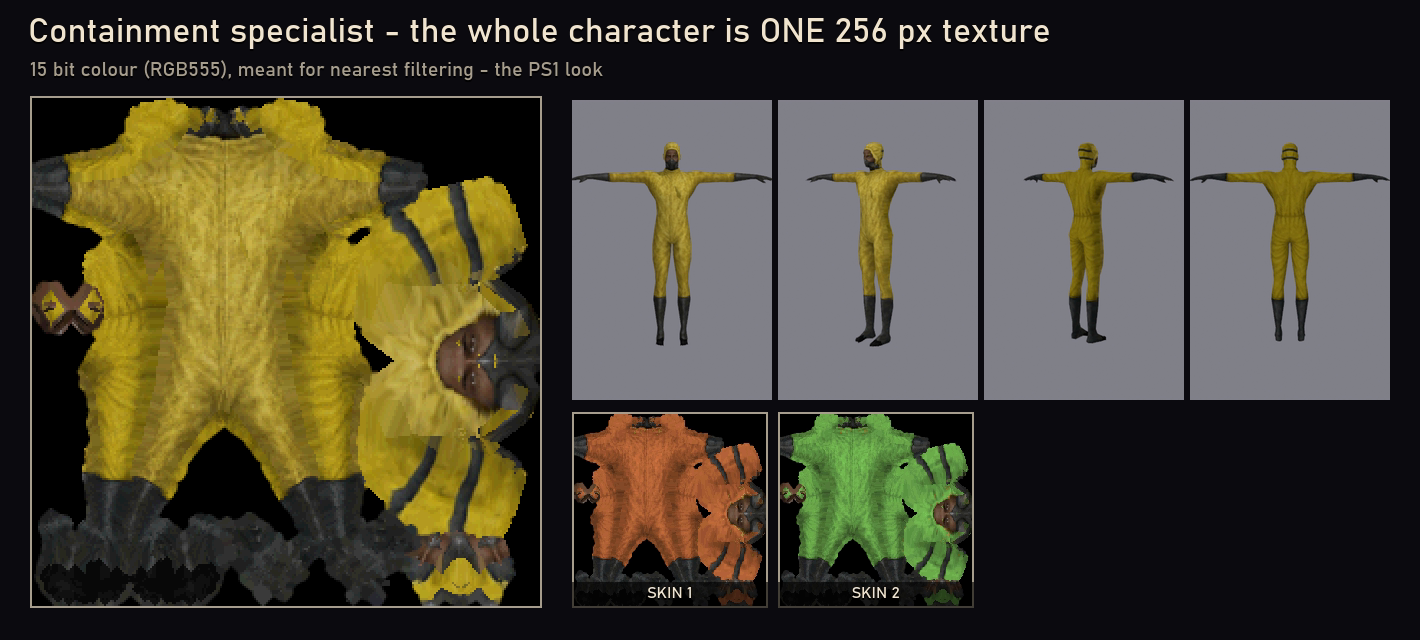 Containment specialist - the whole character is ONE 256 px texture
15 bit colour (RGB555), meant for nearest filtering - the PS1 look
SKIN 1
SKIN 2